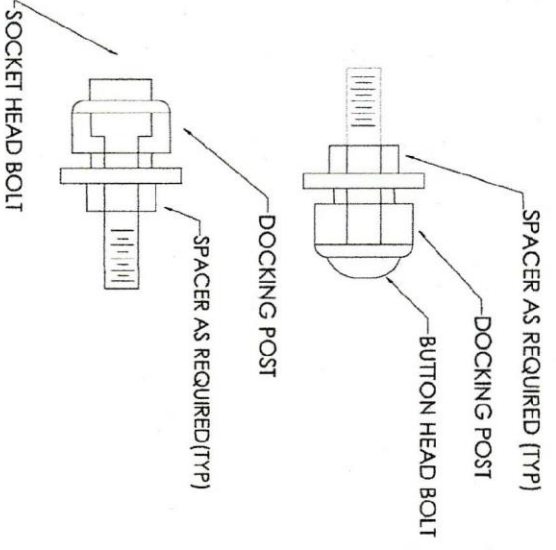 SPACER AS REQUIRED (TYP)
DOCKING POST
BUTTON HEAD BOLT
DOCKING POST
SPACER AS REQUIRED(TYP)
SOCKET HEAD BOLT